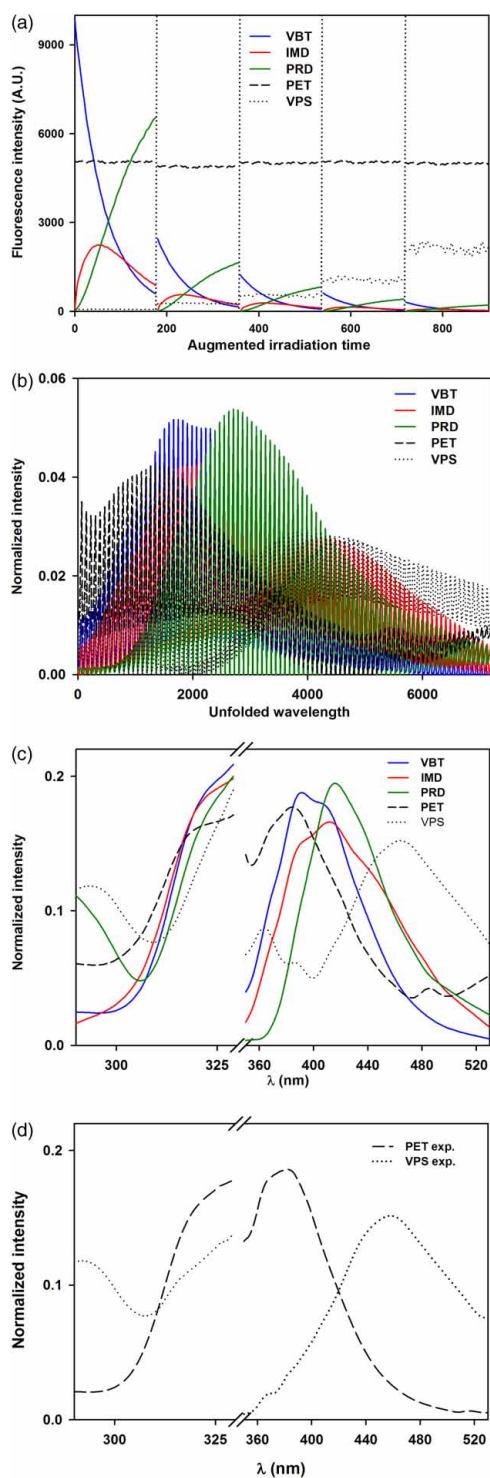 (a)
9000
6000
3000
0
Fluorescence intensity (A.U.)
VBT
IMD
PRD
PET
VPS
0 200 400 600 800
Augmented irradiation time
(b)
0.06
0.04
0.02
0.00
Normalized intensity
VBT
IMD
PRD
PET
VPS
0 2000 4000 6000
Unfolded wavelength
(c)
0.2
0.1
0.0
Normalized intensity
VBT
IMD
PRD
PET
VPS
300 325 360 400 440 480 520
λ (nm)
(d)
0.2
0.1
0.0
Normalized intensity
PET exp.
VPS exp.
300 325 360 400 440 480 520
λ (nm)